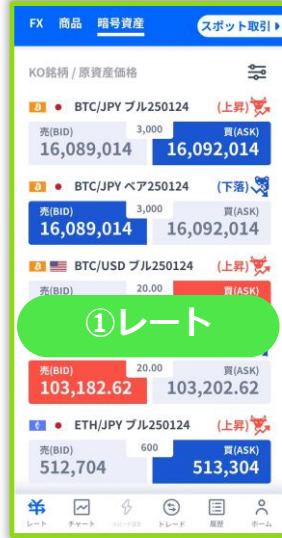 FX 商品 暗号資産 スポット取引
KO銘柄 / 原資産価格
BTC/JPY ブル250124 (上昇)
売(BID) 3,000 買(ASK)
16,089,014 16,092,014
BTC/JPY ベア250124 (下落)
売(BID) 3,000 買(ASK)
16,089,014 16,092,014
BTC/USD ブル250124 (上昇)
売(BID) 20.00 買(ASK)
①レート
売(BID) 20.00 買(ASK)
103,182.62 103,202.62
ETH/JPY ブル250124 (上昇)
売(BID) 600 買(ASK)
512,704 513,304
レート チャート トレード 履歴 ホーム